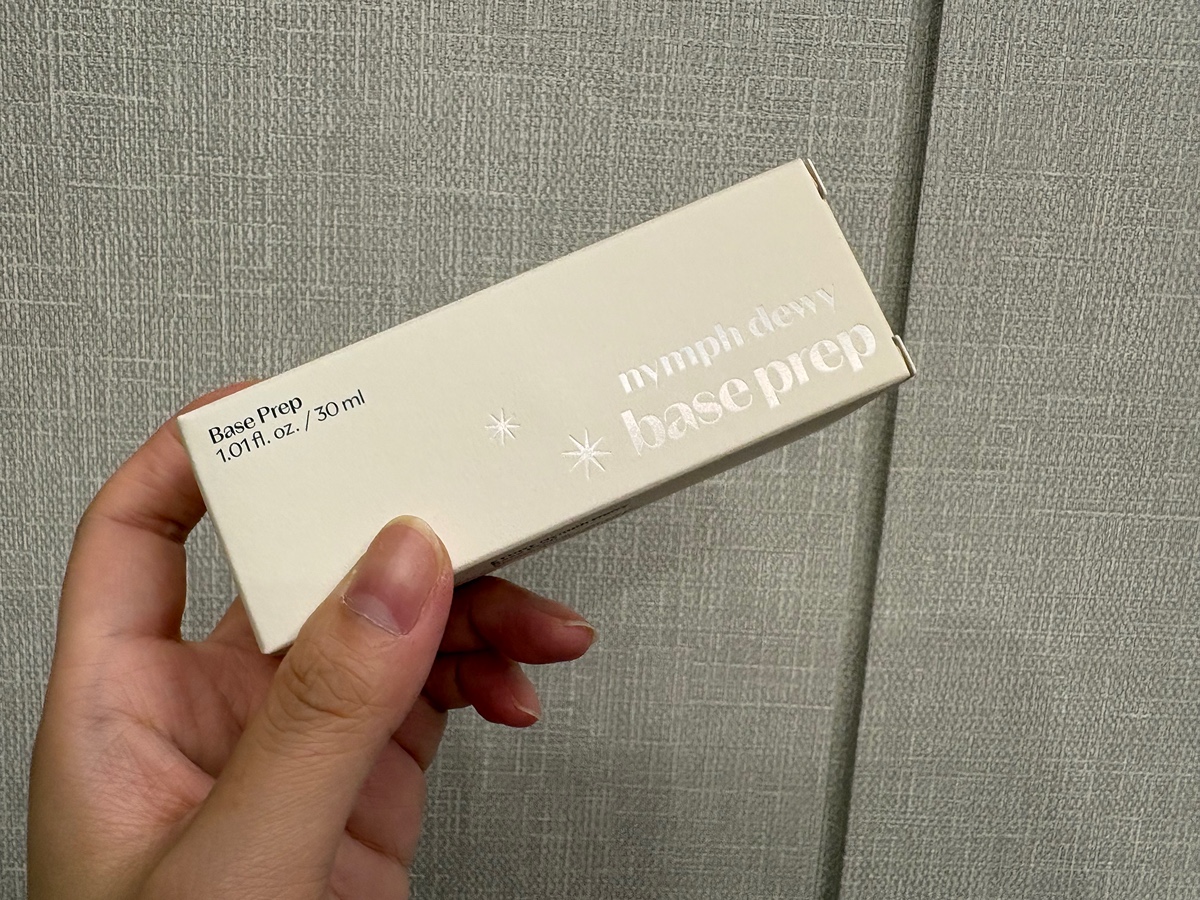 nymph dewy
base prep
Base Prep
1.01 fl. oz. / 30 ml